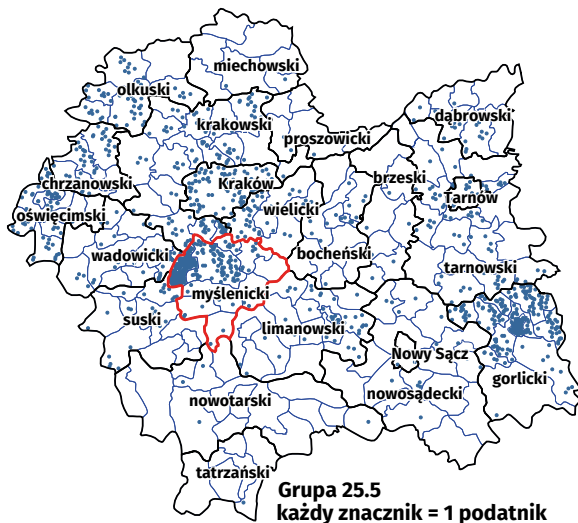 miechowski
olkuski
dąbrowski
krakowski
proszowicki
brzeski
chrzanowski
Kraków
Tarnów
oświęcimski
wielicki
wadowicki
bocheński
tarnowski
myślenicki
suski
limanowski
Nowy Sącz
gorlicki
nowotarski
nowosądecki
tatrzański
Grupa 25.5
każdy znacznik = 1 podatnik